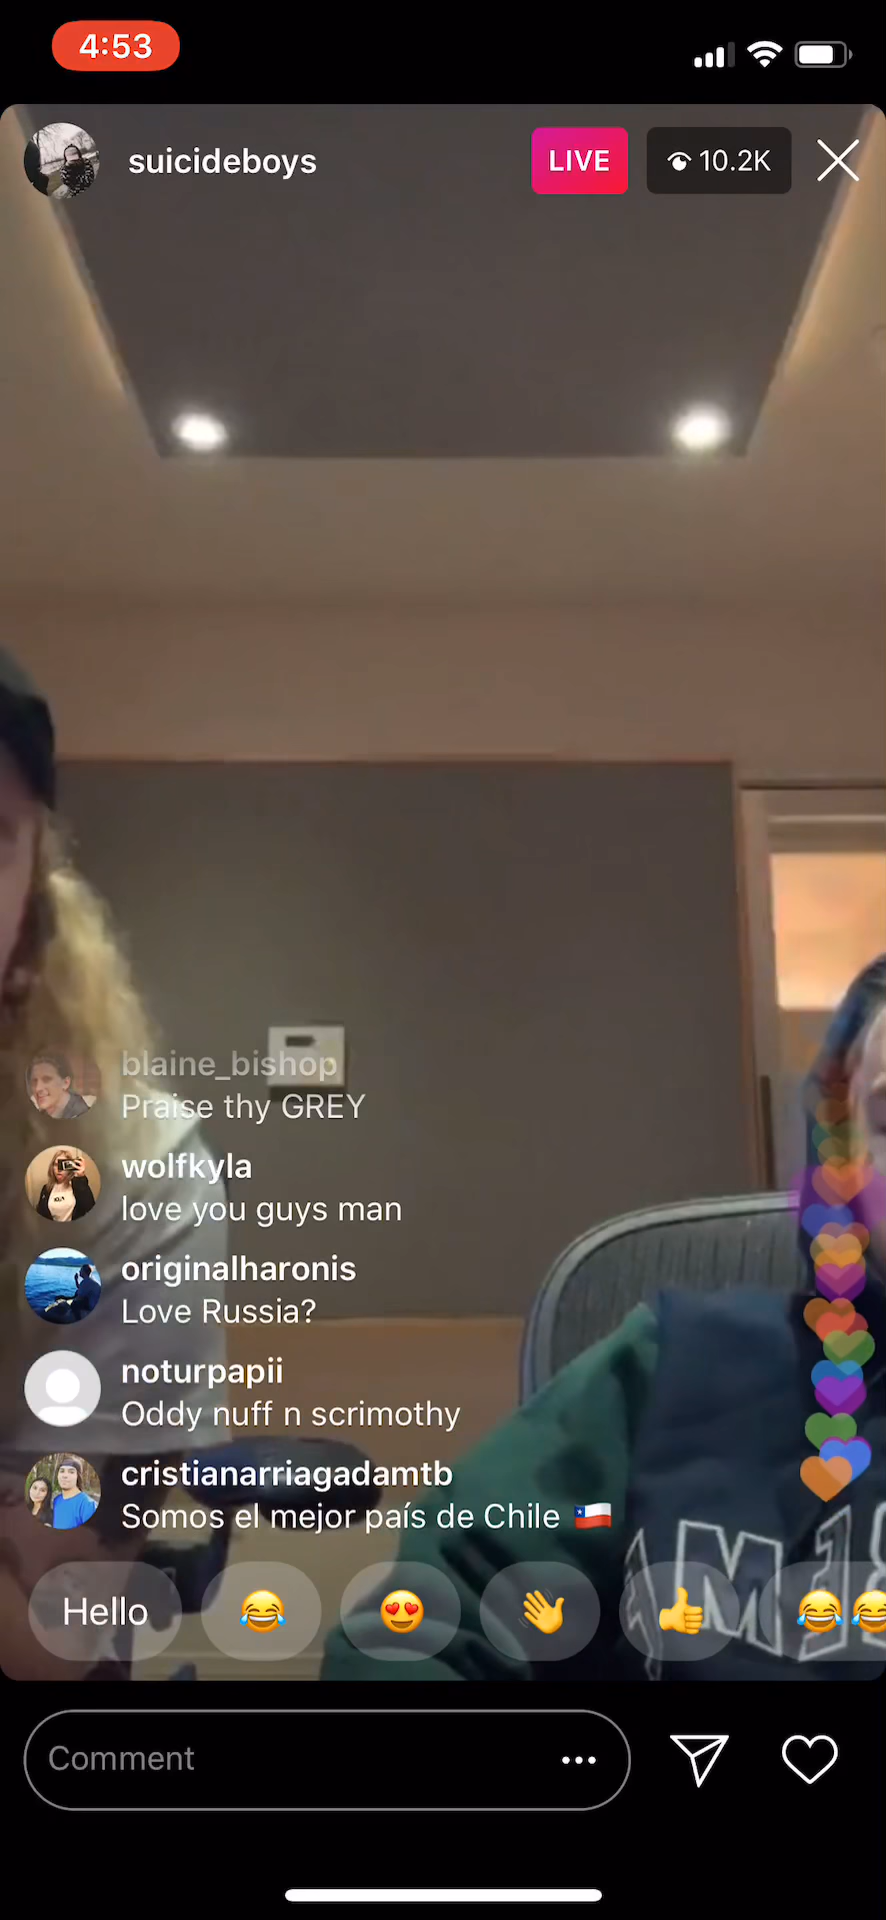 4:53
suicideboys LIVE 10.2K
blaine_bishop
Praise thy GREY
wolfkyla
love you guys man
originalharonis
Love Russia?
noturpapii
Oddy nuff n scrimothy
cristianarriagadamtb
Somos el mejor país de Chile 🇨🇱
Hello 😂 😍 👋 👍 😂😂
Comment